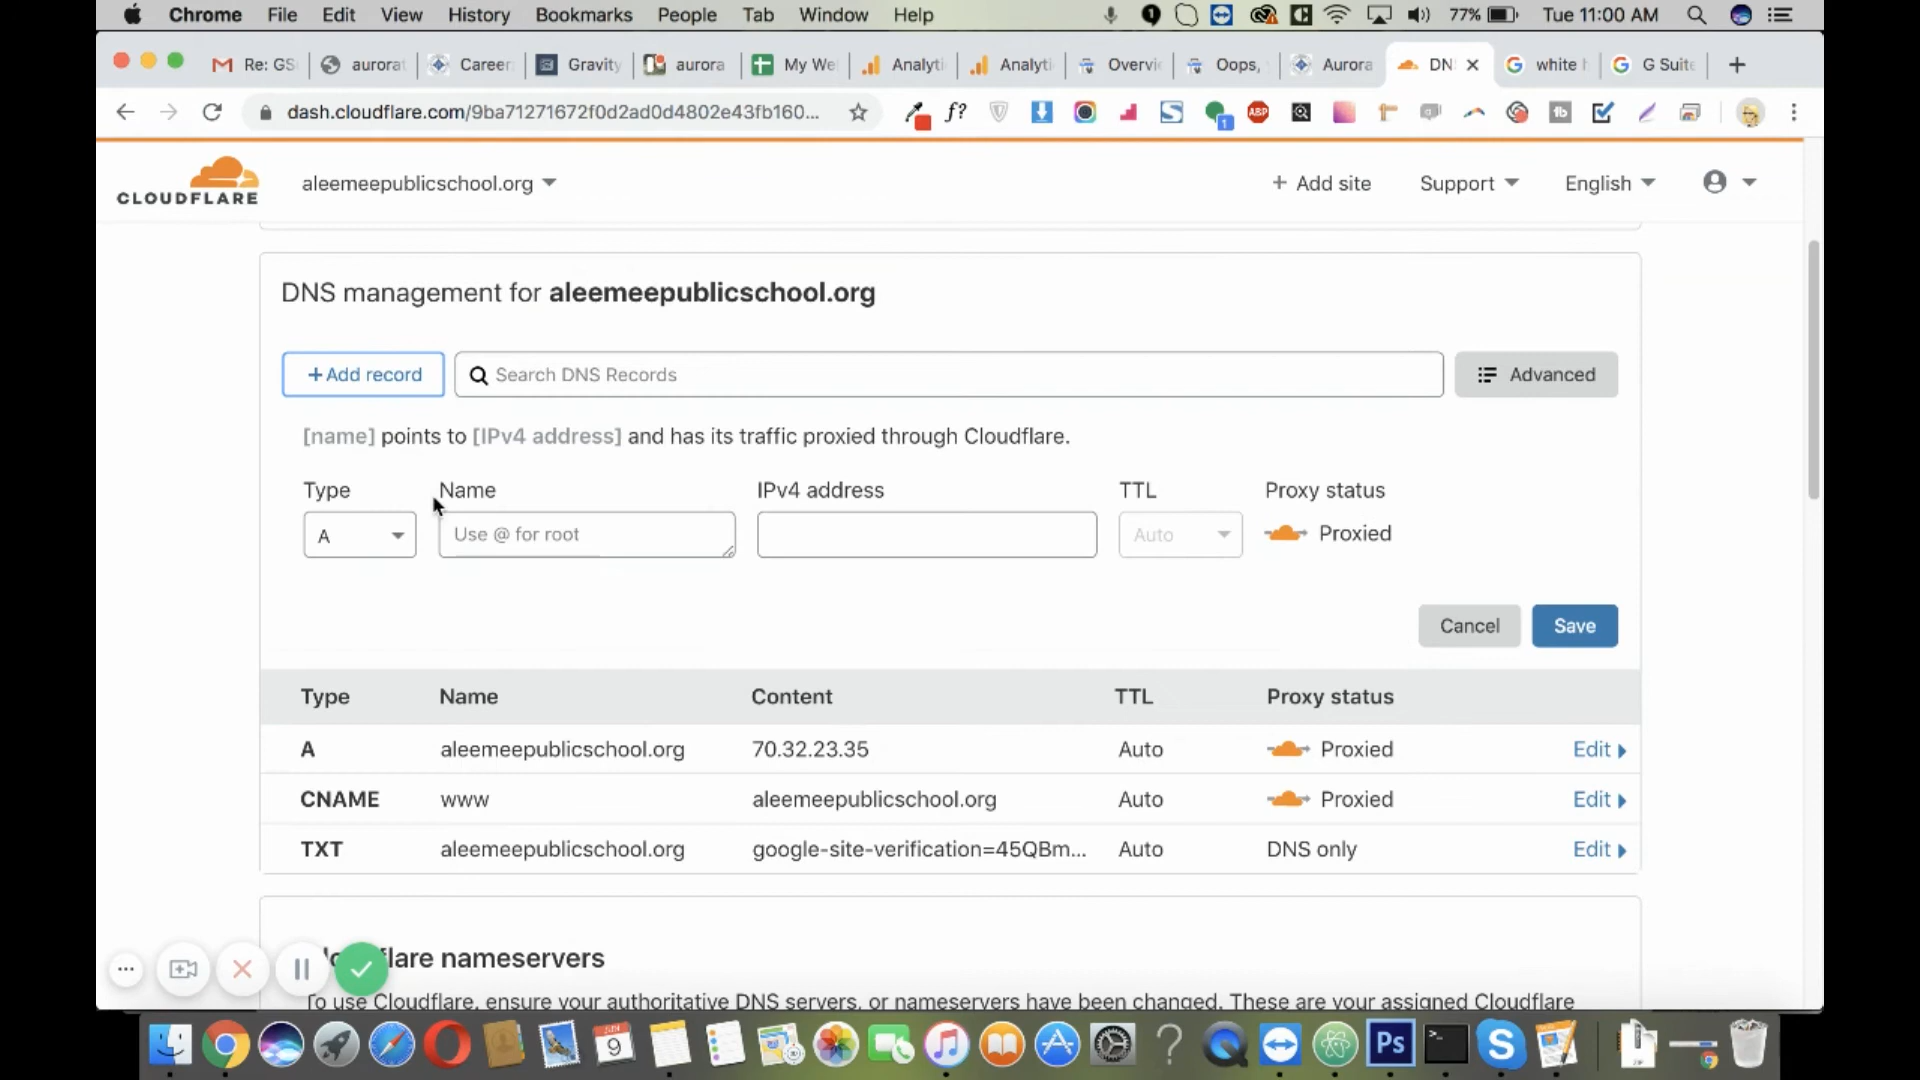 Chrome File Edit View History Bookmarks People Tab Window Help 77% Tue 11:00 AM
Re: GS aurora Career Gravity aurora My We Analyti Analyti Overvi Oops, Aurora DN white G Suite
dash.cloudflare.com/9ba71271672f0d2ad0d4802e43fb160... f? ABP 1
CLOUDFLARE aleemeepublicschool.org + Add site Support English
DNS management for aleemeepublicschool.org
+Add record Search DNS Records Advanced
[name] points to [IPv4 address] and has its traffic proxied through Cloudflare.
Type Name IPv4 address TTL Proxy status
A Use @ for root Auto Proxied
Cancel Save
Type Name Content TTL Proxy status
A aleemeepublicschool.org 70.32.23.35 Auto Proxied Edit
CNAME www aleemeepublicschool.org Auto Proxied Edit
TXT aleemeepublicschool.org google-site-verification=45QBm... Auto DNS only Edit
lare nameservers
To use Cloudflare, ensure your authoritative DNS servers, or nameservers have been changed. These are your assigned Cloudflare
9 Ps